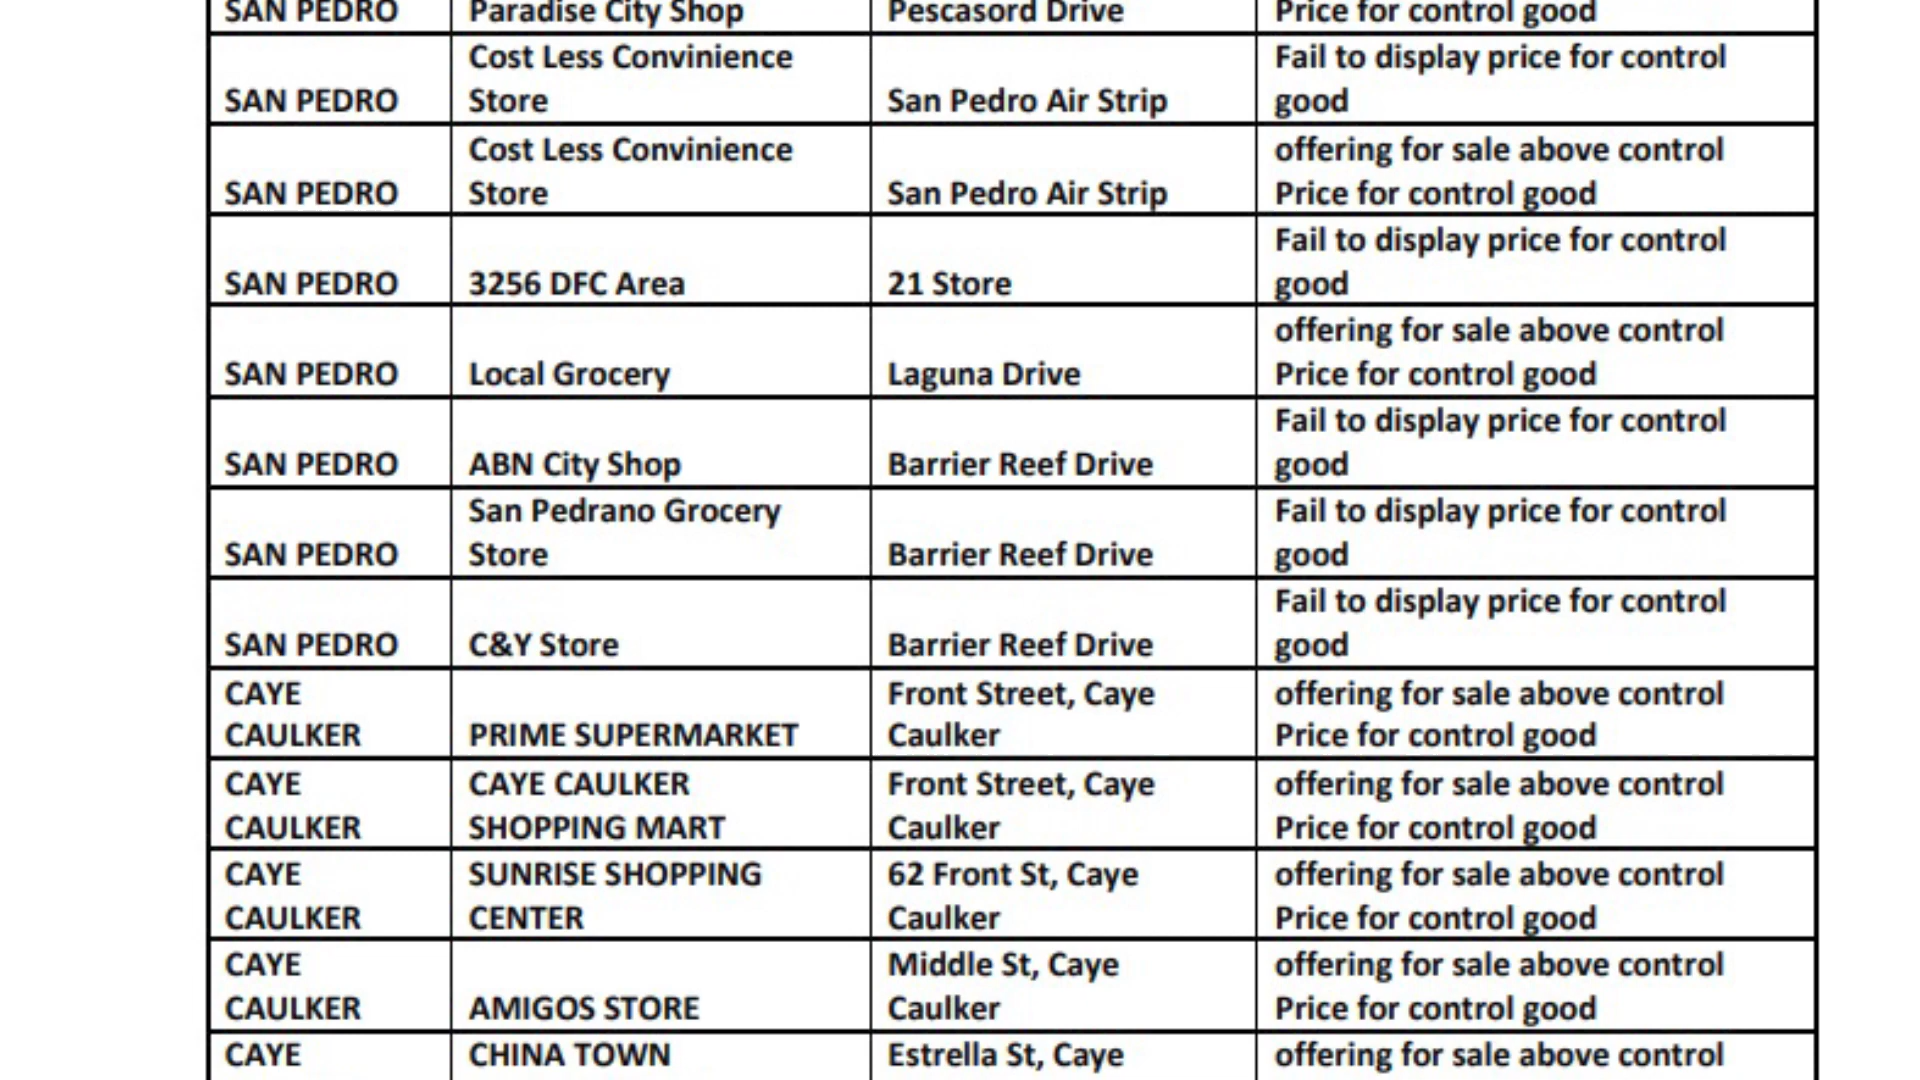 SAN PEDRO Paradise City Shop Pescasord Drive Price for control good
Cost Less Convinience Fail to display price for control
SAN PEDRO Store San Pedro Air Strip good
Cost Less Convinience offering for sale above control
SAN PEDRO Store San Pedro Air Strip Price for control good
Fail to display price for control
SAN PEDRO 3256 DFC Area 21 Store good
offering for sale above control
SAN PEDRO Local Grocery Laguna Drive Price for control good
Fail to display price for control
SAN PEDRO ABN City Shop Barrier Reef Drive good
San Pedrano Grocery Fail to display price for control
SAN PEDRO Store Barrier Reef Drive good
Fail to display price for control
SAN PEDRO C&Y Store Barrier Reef Drive good
CAYE Front Street, Caye offering for sale above control
CAULKER PRIME SUPERMARKET Caulker Price for control good
CAYE CAYE CAULKER Front Street, Caye offering for sale above control
CAULKER SHOPPING MART Caulker Price for control good
CAYE SUNRISE SHOPPING 62 Front St, Caye offering for sale above control
CAULKER CENTER Caulker Price for control good
CAYE Middle St, Caye offering for sale above control
CAULKER AMIGOS STORE Caulker Price for control good
CAYE CHINA TOWN Estrella St, Caye offering for sale above control